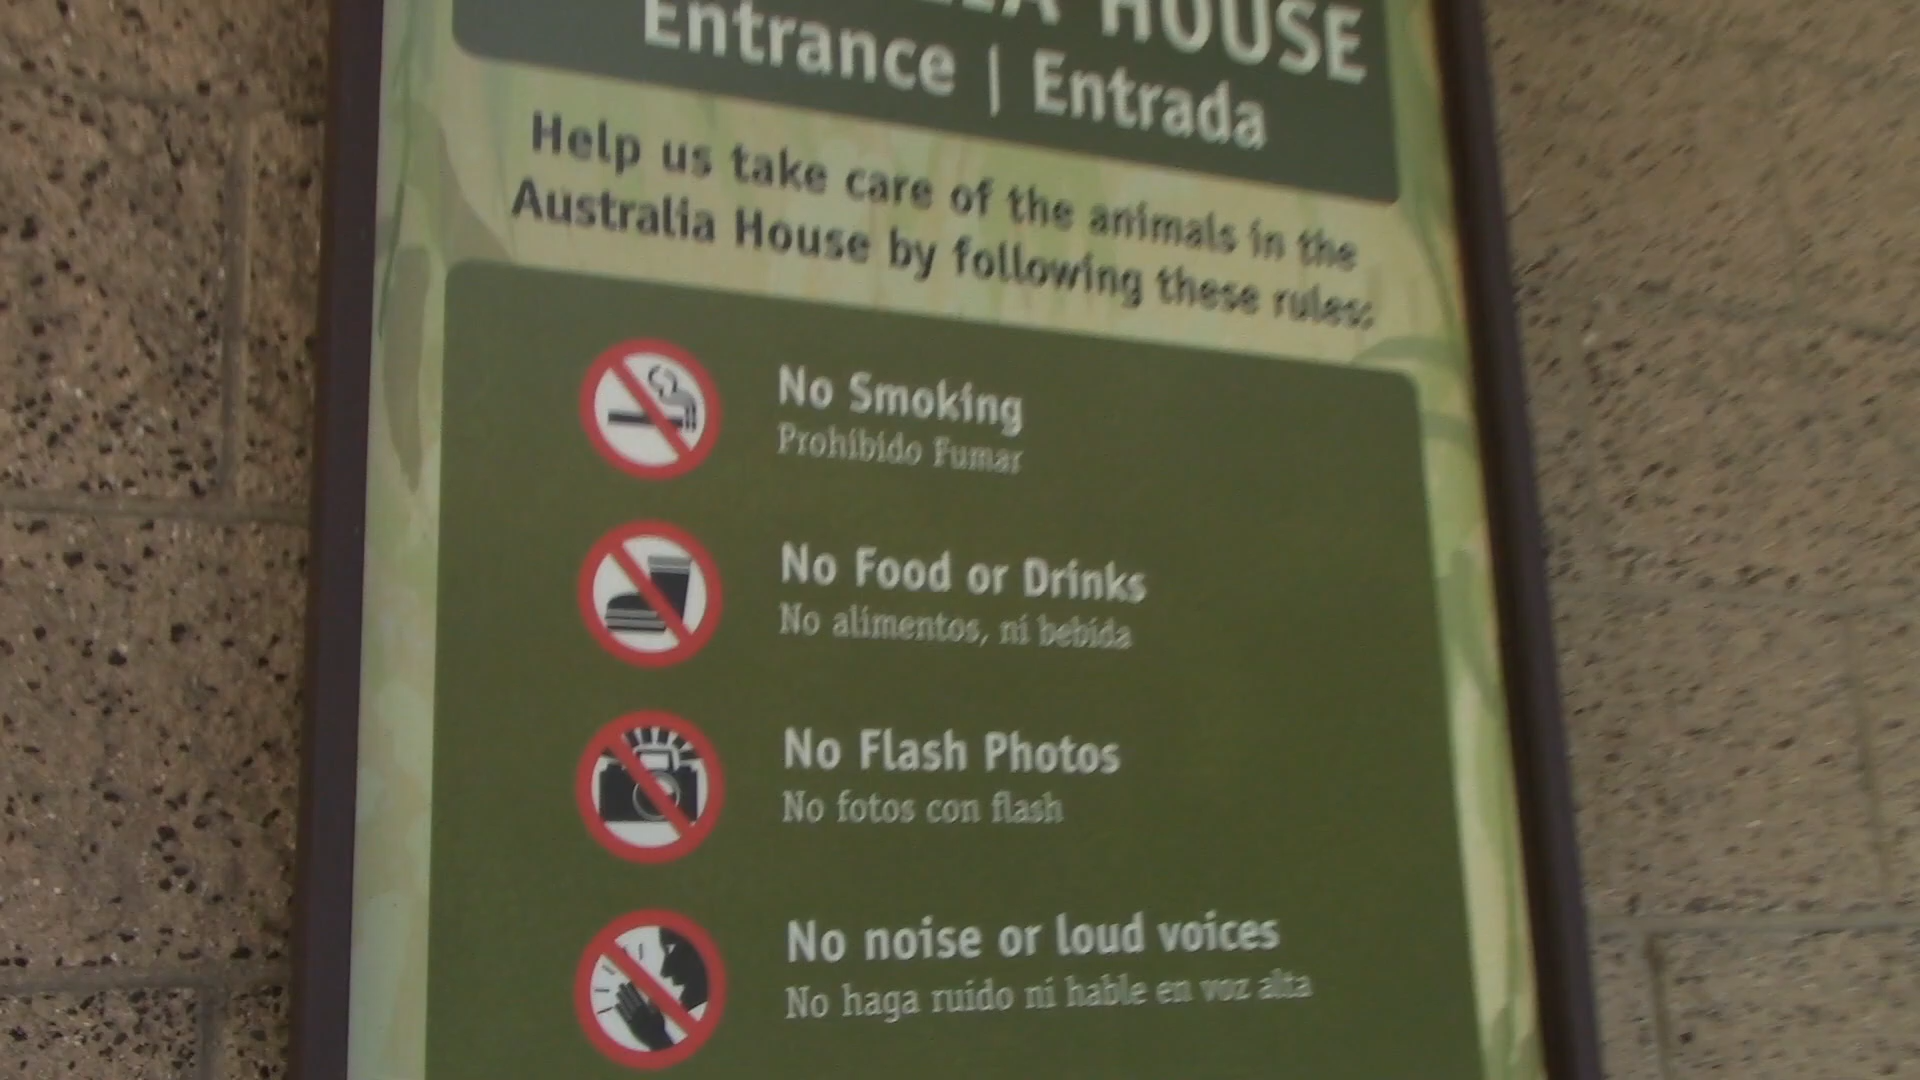 HOUSE
Entrance | Entrada
Help us take care of the animals in the
Australia House by following these rules:
No Smoking
Prohibido Fumar
No Food or Drinks
No alimentos, ni bebida
No Flash Photos
No fotos con flash
No noise or loud voices
No haga ruido ni hable en voz alta